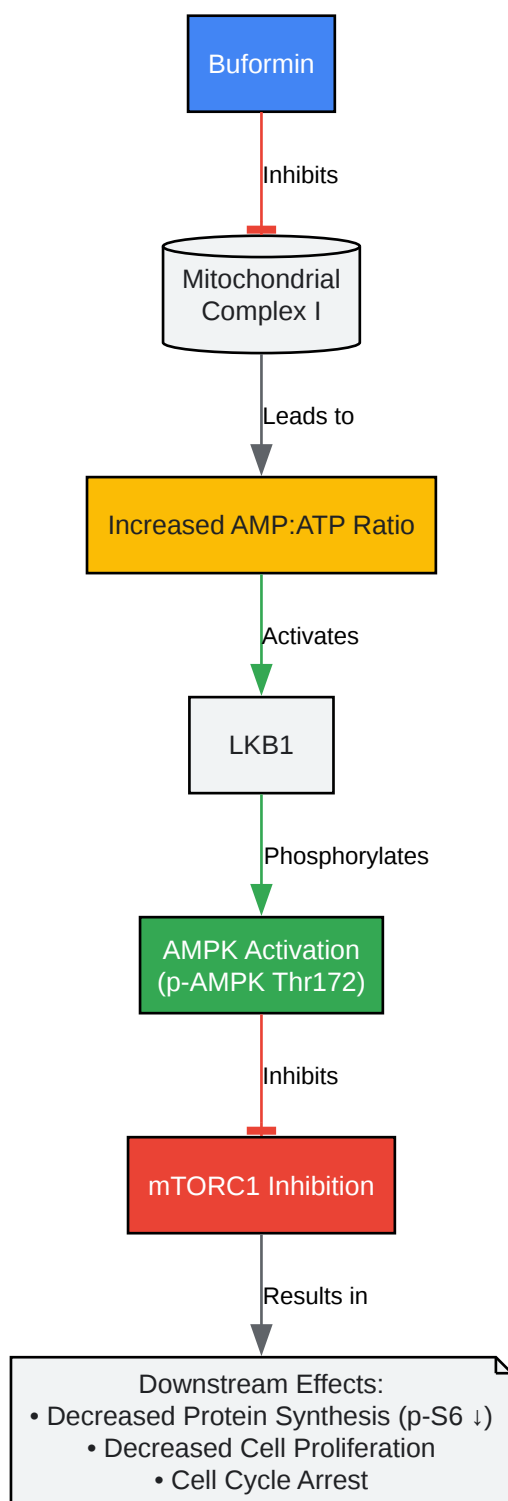 Buformin
Inhibits
Mitochondrial
Complex I
Leads to
Increased AMP:ATP Ratio
Activates
LKB1
Phosphorylates
AMPK Activation
(p-AMPK Thr172)
Inhibits
mTORC1 Inhibition
Results in
Downstream Effects:
• Decreased Protein Synthesis (p-S6 ↓)
• Decreased Cell Proliferation
• Cell Cycle Arrest